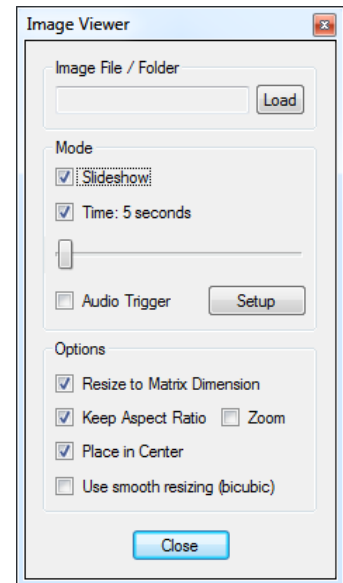 Image Viewer
Image File / Folder
Load
Mode
Slideshow
Time: 5 seconds
Audio Trigger Setup
Options
Resize to Matrix Dimension
Keep Aspect Ratio Zoom
Place in Center
Use smooth resizing (bicubic)
Close